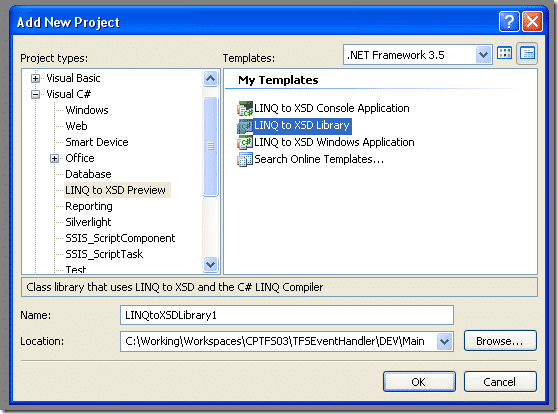 Add New Project
Project types:
Templates:
.NET Framework 3.5
Visual Basic
Visual C#
Windows
Web
Smart Device
Office
Database
LINQ to XSD Preview
Reporting
Silverlight
SSIS_ScriptComponent
SSIS_ScriptTask
Test
My Templates
LINQ to XSD Console Application
LINQ to XSD Library
LINQ to XSD Windows Application
Search Online Templates...
Class library that uses LINQ to XSD and the C# LINQ Compiler
Name:
LINQtoXSDLibrary1
Location:
C:\Working\Workspaces\CPTFS03\TFSEventHandler\DEV\Main
Browse...
OK
Cancel